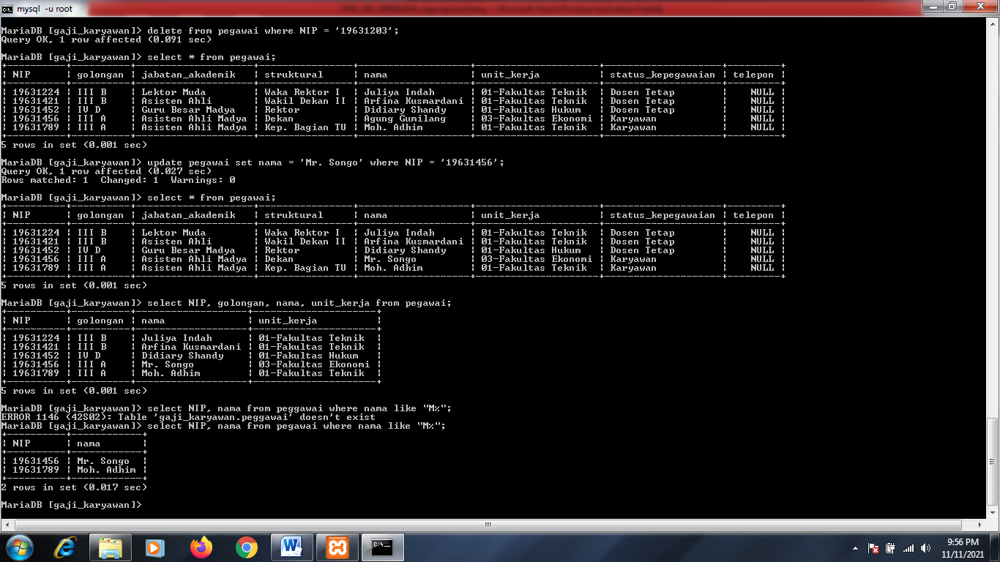 mysql -u root
MariaDB [gaji_karyawan]> delete from pegawai where NIP = '19631203';
Query OK, 1 row affected (0.091 sec)
MariaDB [gaji_karyawan]> select * from pegawai;
+----------+----------+-------------------+----------------+------------------+---------------------+--------------------+---------+
| NIP | golongan | jabatan_akademik | struktural | nama | unit_kerja | status_kepegawaian | telepon |
| 19631224 | III B | Lektor Muda | Waka Rektor I | Juliya Indah | 01-Fakultas Teknik | Dosen Tetap | NULL |
| 19631421 | III B | Asisten Ahli | Wakil Dekan II | Arfina Kusmardani | 01-Fakultas Teknik | Dosen Tetap | NULL |
| 19631452 | IV D | Guru Besar Madya | Rektor | Didiary Shandy | 01-Fakultas Hukum | Dosen Tetap | NULL |
| 19631456 | III A | Asisten Ahli Madya | Dekan | Agung Gumilang | 03-Fakultas Ekonomi | Karyawan | NULL |
| 19631789 | III A | Asisten Ahli Madya | Kep. Bagian TU | Moh. Adhim | 01-Fakultas Teknik | Karyawan | NULL |
5 rows in set (0.001 sec)
MariaDB [gaji_karyawan]> update pegawai set nama = 'Mr. Songo' where NIP = '19631456';
Query OK, 1 row affected (0.027 sec)
Rows matched: 1 Changed: 1 Warnings: 0
MariaDB [gaji_karyawan]> select * from pegawai;
| NIP | golongan | jabatan_akademik | struktural | nama | unit_kerja | status_kepegawaian | telepon |
| 19631224 | III B | Lektor Muda | Waka Rektor I | Juliya Indah | 01-Fakultas Teknik | Dosen Tetap | NULL |
| 19631421 | III B | Asisten Ahli | Wakil Dekan II | Arfina Kusmardani | 01-Fakultas Teknik | Dosen Tetap | NULL |
| 19631452 | IV D | Guru Besar Madya | Rektor | Didiary Shandy | 01-Fakultas Hukum | Dosen Tetap | NULL |
| 19631456 | III A | Asisten Ahli Madya | Dekan | Mr. Songo | 03-Fakultas Ekonomi | Karyawan | NULL |
| 19631789 | III A | Asisten Ahli Madya | Kep. Bagian TU | Moh. Adhim | 01-Fakultas Teknik | Karyawan | NULL |
5 rows in set (0.001 sec)
MariaDB [gaji_karyawan]> select NIP, golongan, nama, unit_kerja from pegawai;
| NIP | golongan | nama | unit_kerja |
| 19631224 | III B | Juliya Indah | 01-Fakultas Teknik |
| 19631421 | III B | Arfina Kusmardani | 01-Fakultas Teknik |
| 19631452 | IV D | Didiary Shandy | 01-Fakultas Hukum |
| 19631456 | III A | Mr. Songo | 03-Fakultas Ekonomi |
| 19631789 | III A | Moh. Adhim | 01-Fakultas Teknik |
5 rows in set (0.001 sec)
MariaDB [gaji_karyawan]> select NIP, nama from peggawai where nama like "M%";
ERROR 1146 (42S02): Table 'gaji_karyawan.peggawai' doesn't exist
MariaDB [gaji_karyawan]> select NIP, nama from pegawai where nama like "M%";
| NIP | nama |
| 19631456 | Mr. Songo |
| 19631789 | Moh. Adhim |
2 rows in set (0.017 sec)
MariaDB [gaji_karyawan]>
9:56 PM
11/11/2021